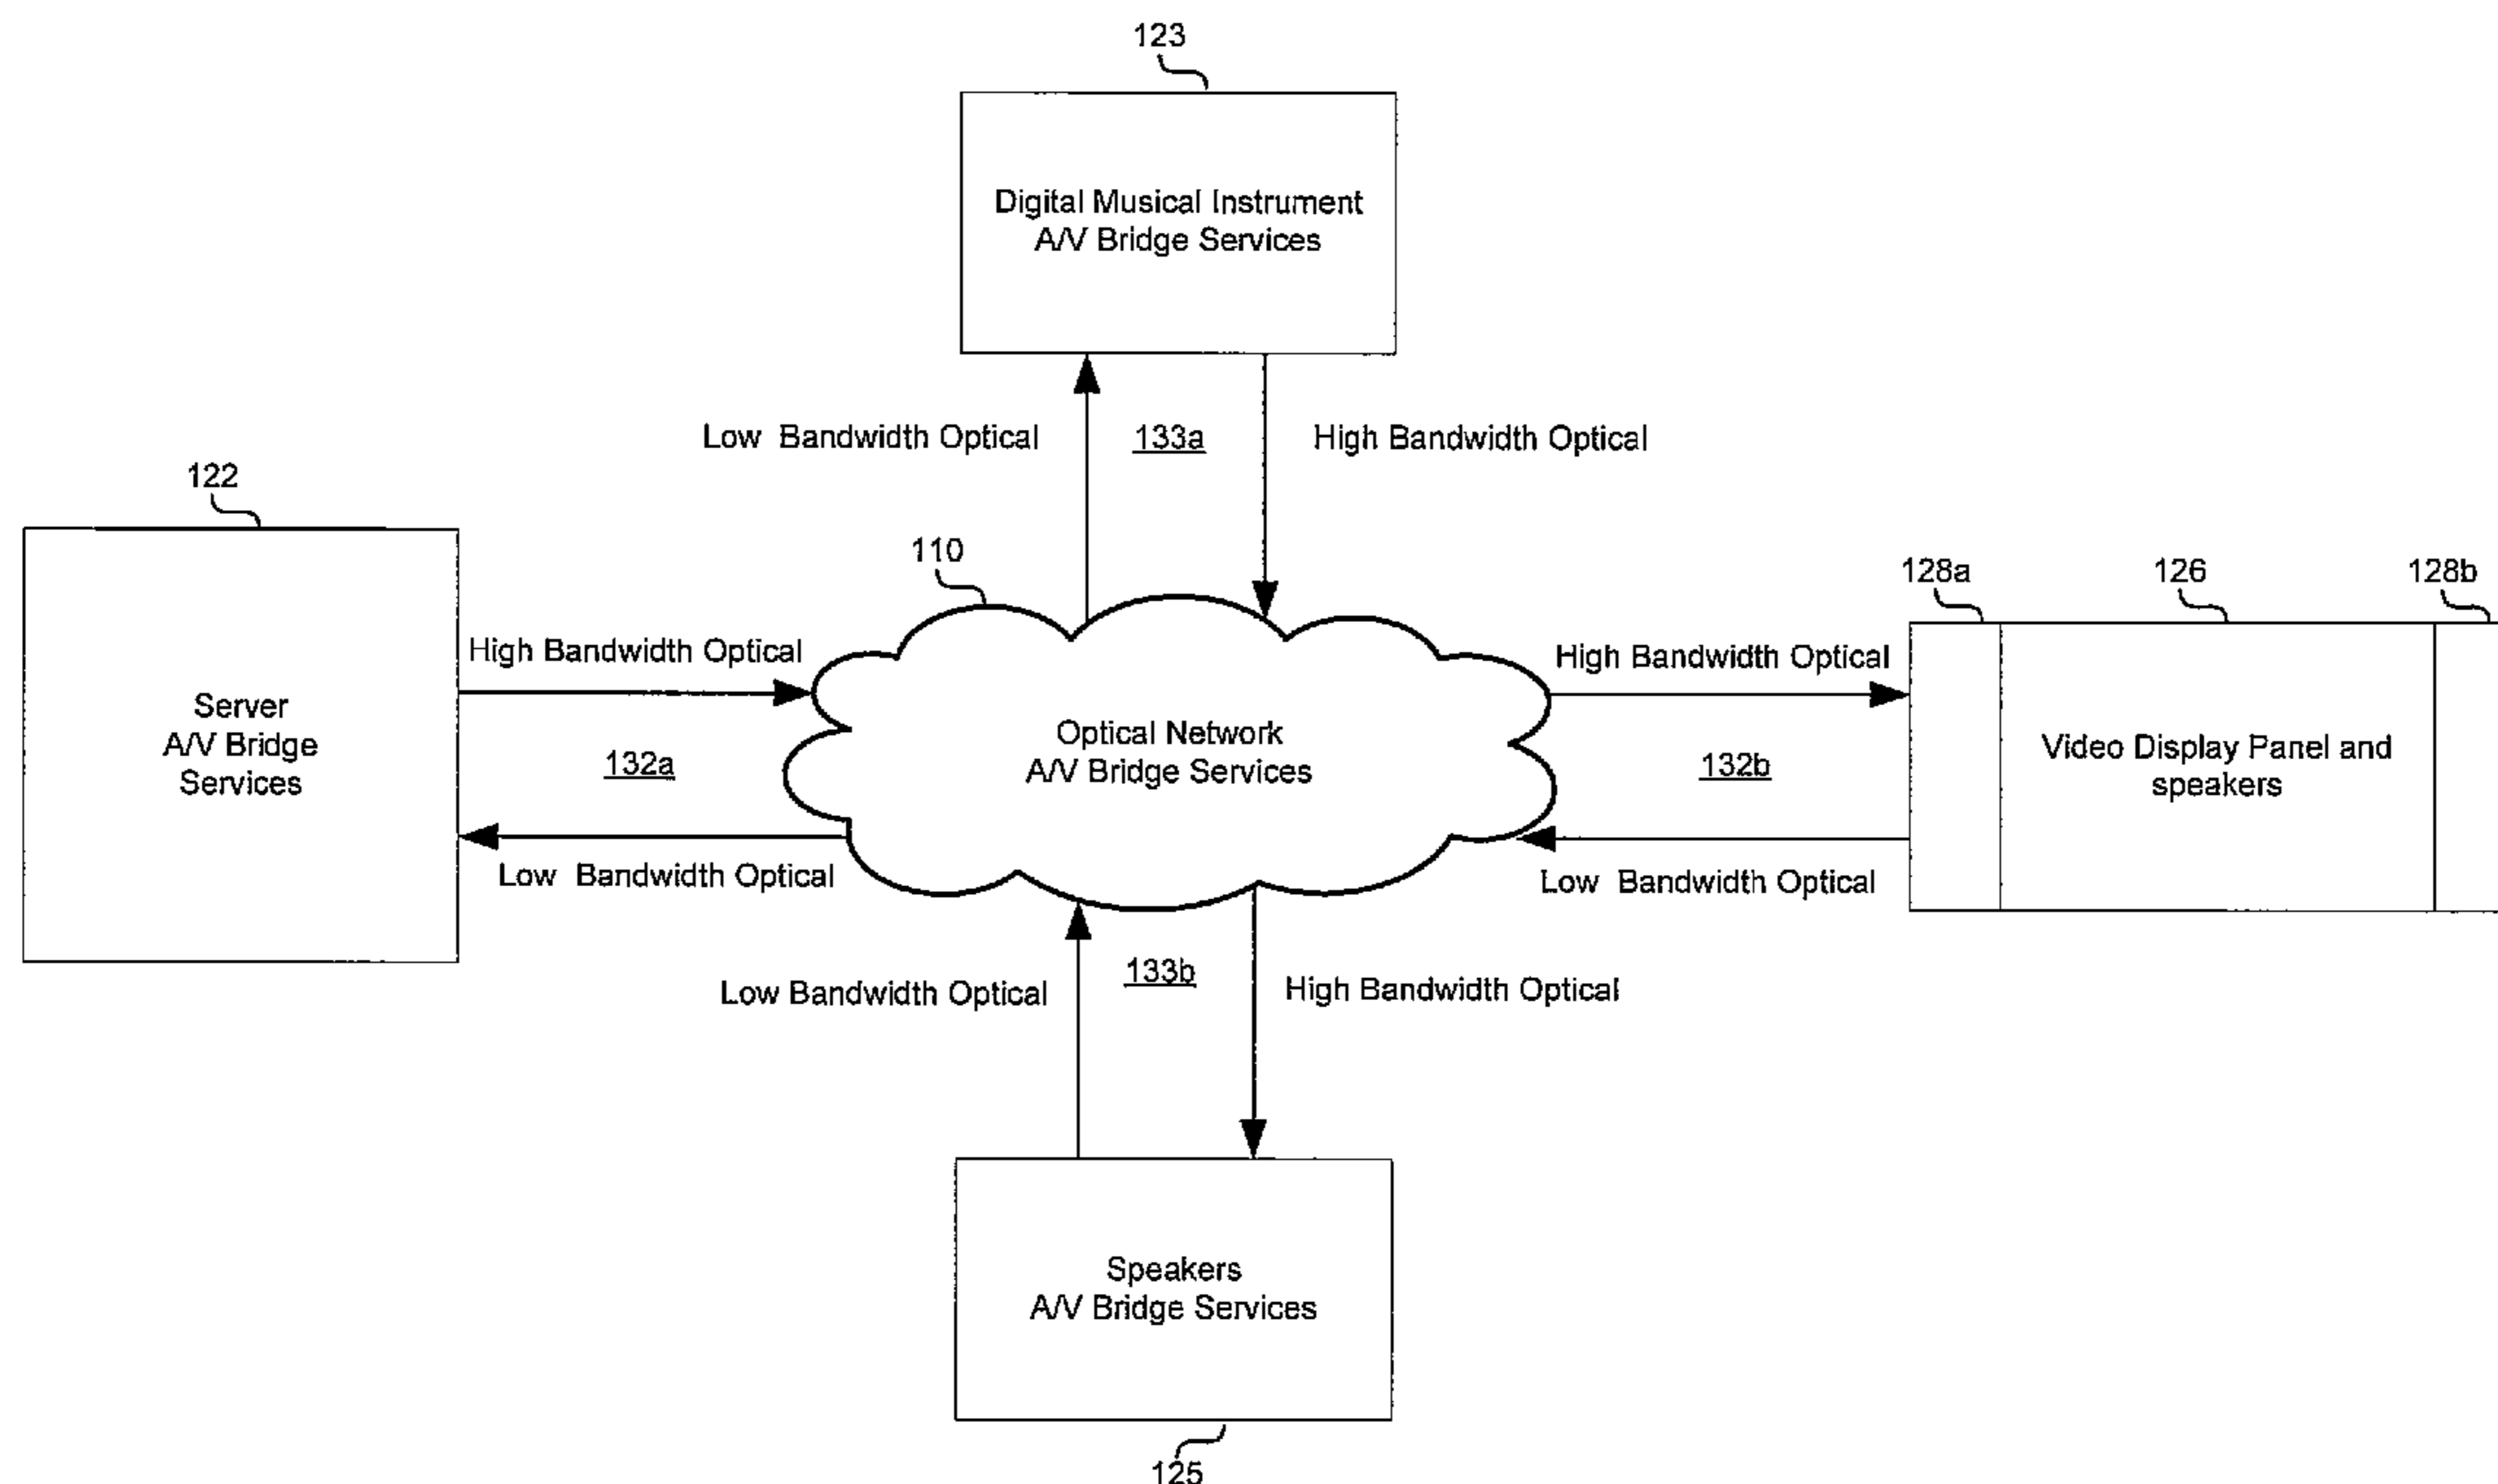 123
Digital Musical Instrument
A/V Bridge Services
Low Bandwidth Optical
133a
High Bandwidth Optical
122
110
128a
126
128b
High Bandwidth Optical
High Bandwidth Optical
Server
A/V Bridge
Services
132a
Optical Network
A/V Bridge Services
132b
Video Display Panel and
speakers
Low Bandwidth Optical
Low Bandwidth Optical
Low Bandwidth Optical
133b
High Bandwidth Optical
Speakers
A/V Bridge Services
125